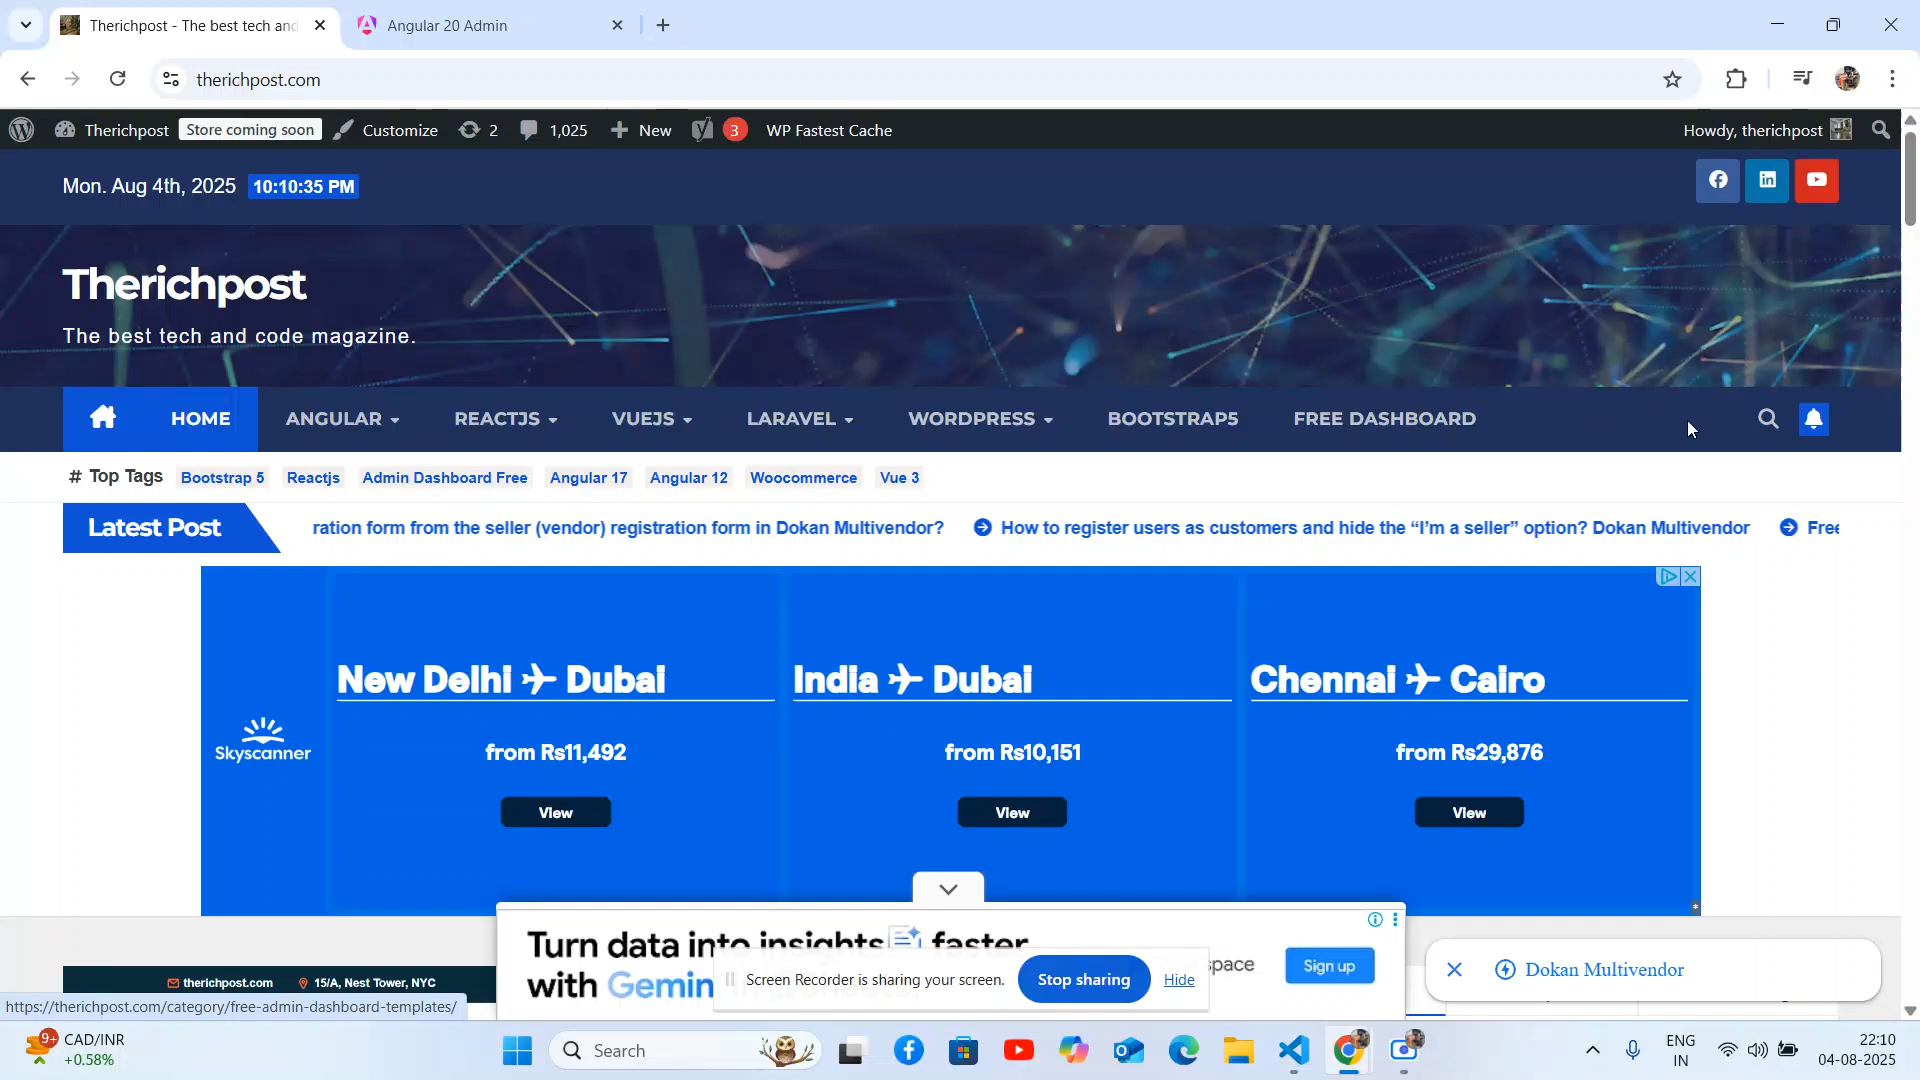 Therichpost - The best tech and
Angular 20 Admin
therichpost.com
Therichpost
Store coming soon
Customize
2
1,025
New
3
WP Fastest Cache
Howdy, therichpost
Mon. Aug 4th, 2025
10:10:35 PM
Therichpost
The best tech and code magazine.
HOME
ANGULAR
REACTJS
VUEJS
LARAVEL
WORDPRESS
BOOTSTRAP5
FREE DASHBOARD
# Top Tags
Bootstrap 5
Reactjs
Admin Dashboard Free
Angular 17
Angular 12
Woocommerce
Vue 3
Latest Post
ration form from the seller (vendor) registration form in Dokan Multivendor?
How to register users as customers and hide the “I’m a seller” option? Dokan Multivendor
Free
New Delhi Dubai
India Dubai
Chennai Cairo
Skyscanner
from Rs11,492
from Rs10,151
from Rs29,876
View
View
View
Turn data into insights faster
with Gemin
space
Sign up
Screen Recorder is sharing your screen.
Stop sharing
Hide
Dokan Multivendor
therichpost.com
15/A, Nest Tower, NYC
https://therichpost.com/category/free-admin-dashboard-templates/
9+
CAD/INR
+0.58%
Search
ENG
IN
22:10
04-08-2025